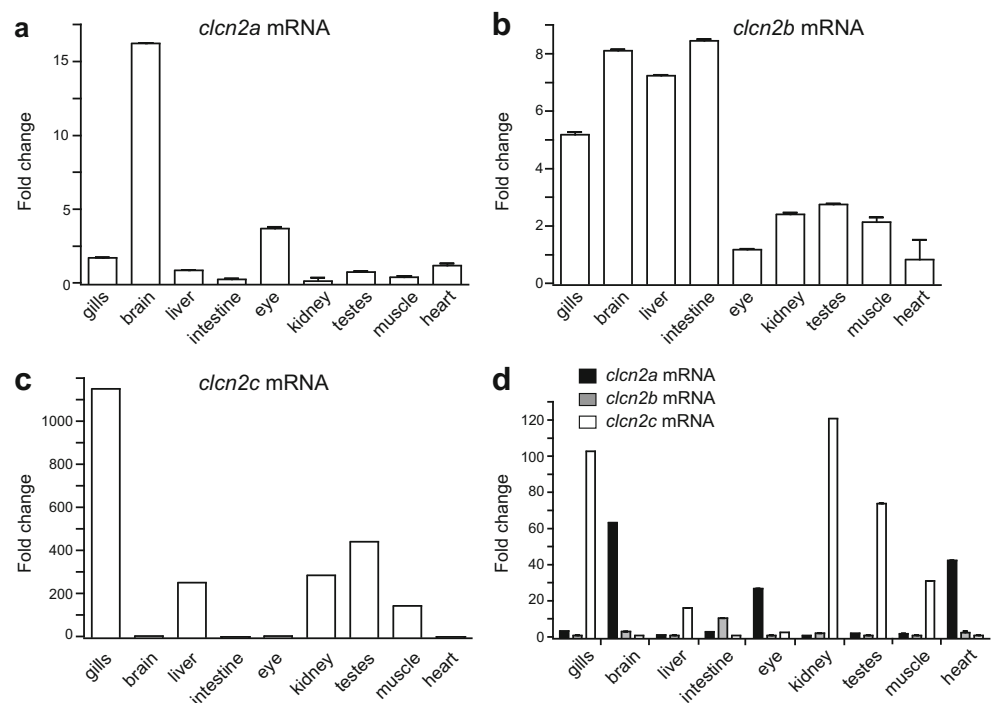 a
clcn2a mRNA
Fold change
15
10
5
0
gills
brain
liver
intestine
eye
kidney
testes
muscle
heart
b
clcn2b mRNA
Fold change
8
6
4
2
0
gills
brain
liver
intestine
eye
kidney
testes
muscle
heart
c
clcn2c mRNA
Fold change
1000
800
600
400
200
0
gills
brain
liver
intestine
eye
kidney
testes
muscle
heart
d
clcn2a mRNA
clcn2b mRNA
clcn2c mRNA
Fold change
120
100
80
60
40
20
0
gills
brain
liver
intestine
eye
kidney
testes
muscle
heart